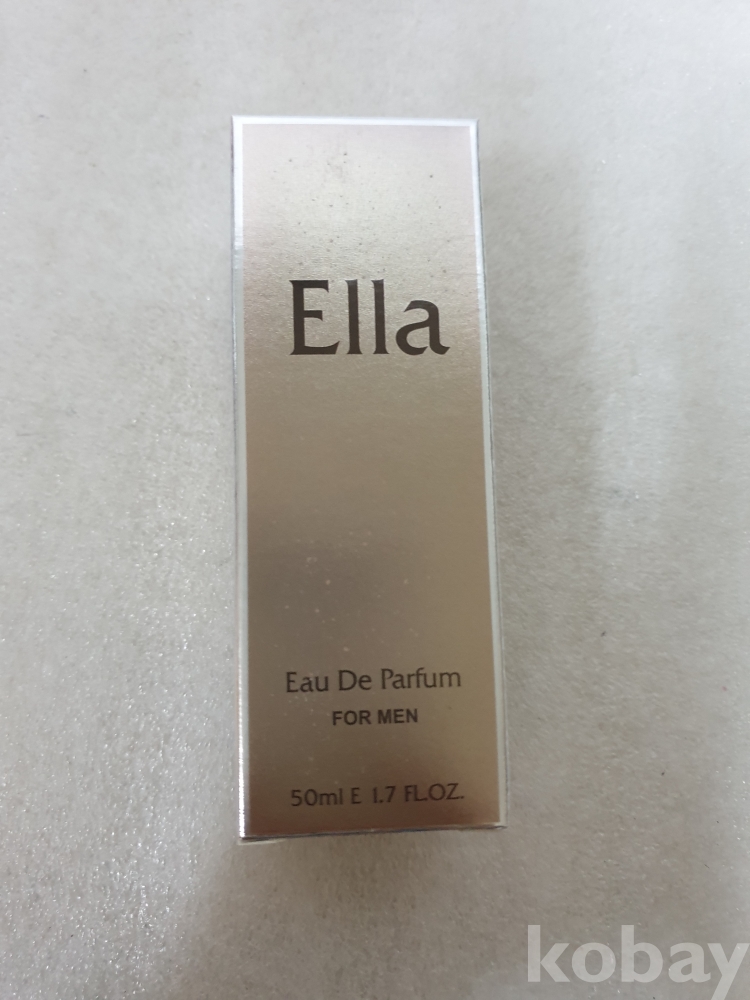 Ella
Eau De Parfum
FOR MEN
50ml E 1.7 FL.OZ.
kobay